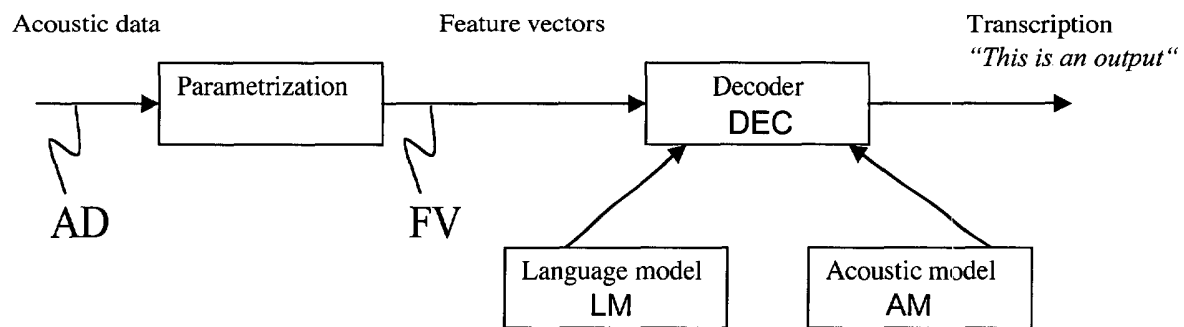 Acoustic data
Feature vectors
Transcription
“This is an output“
Parametrization
Decoder
DEC
AD
FV
Language model
LM
Acoustic model
AM